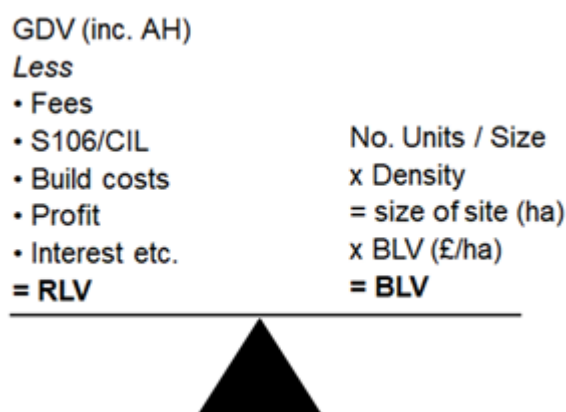 GDV (inc. AH)
Less
• Fees
• S106/CIL
• Build costs
• Profit
• Interest etc.
= RLV
No. Units / Size
x Density
= size of site (ha)
x BLV (£/ha)
= BLV